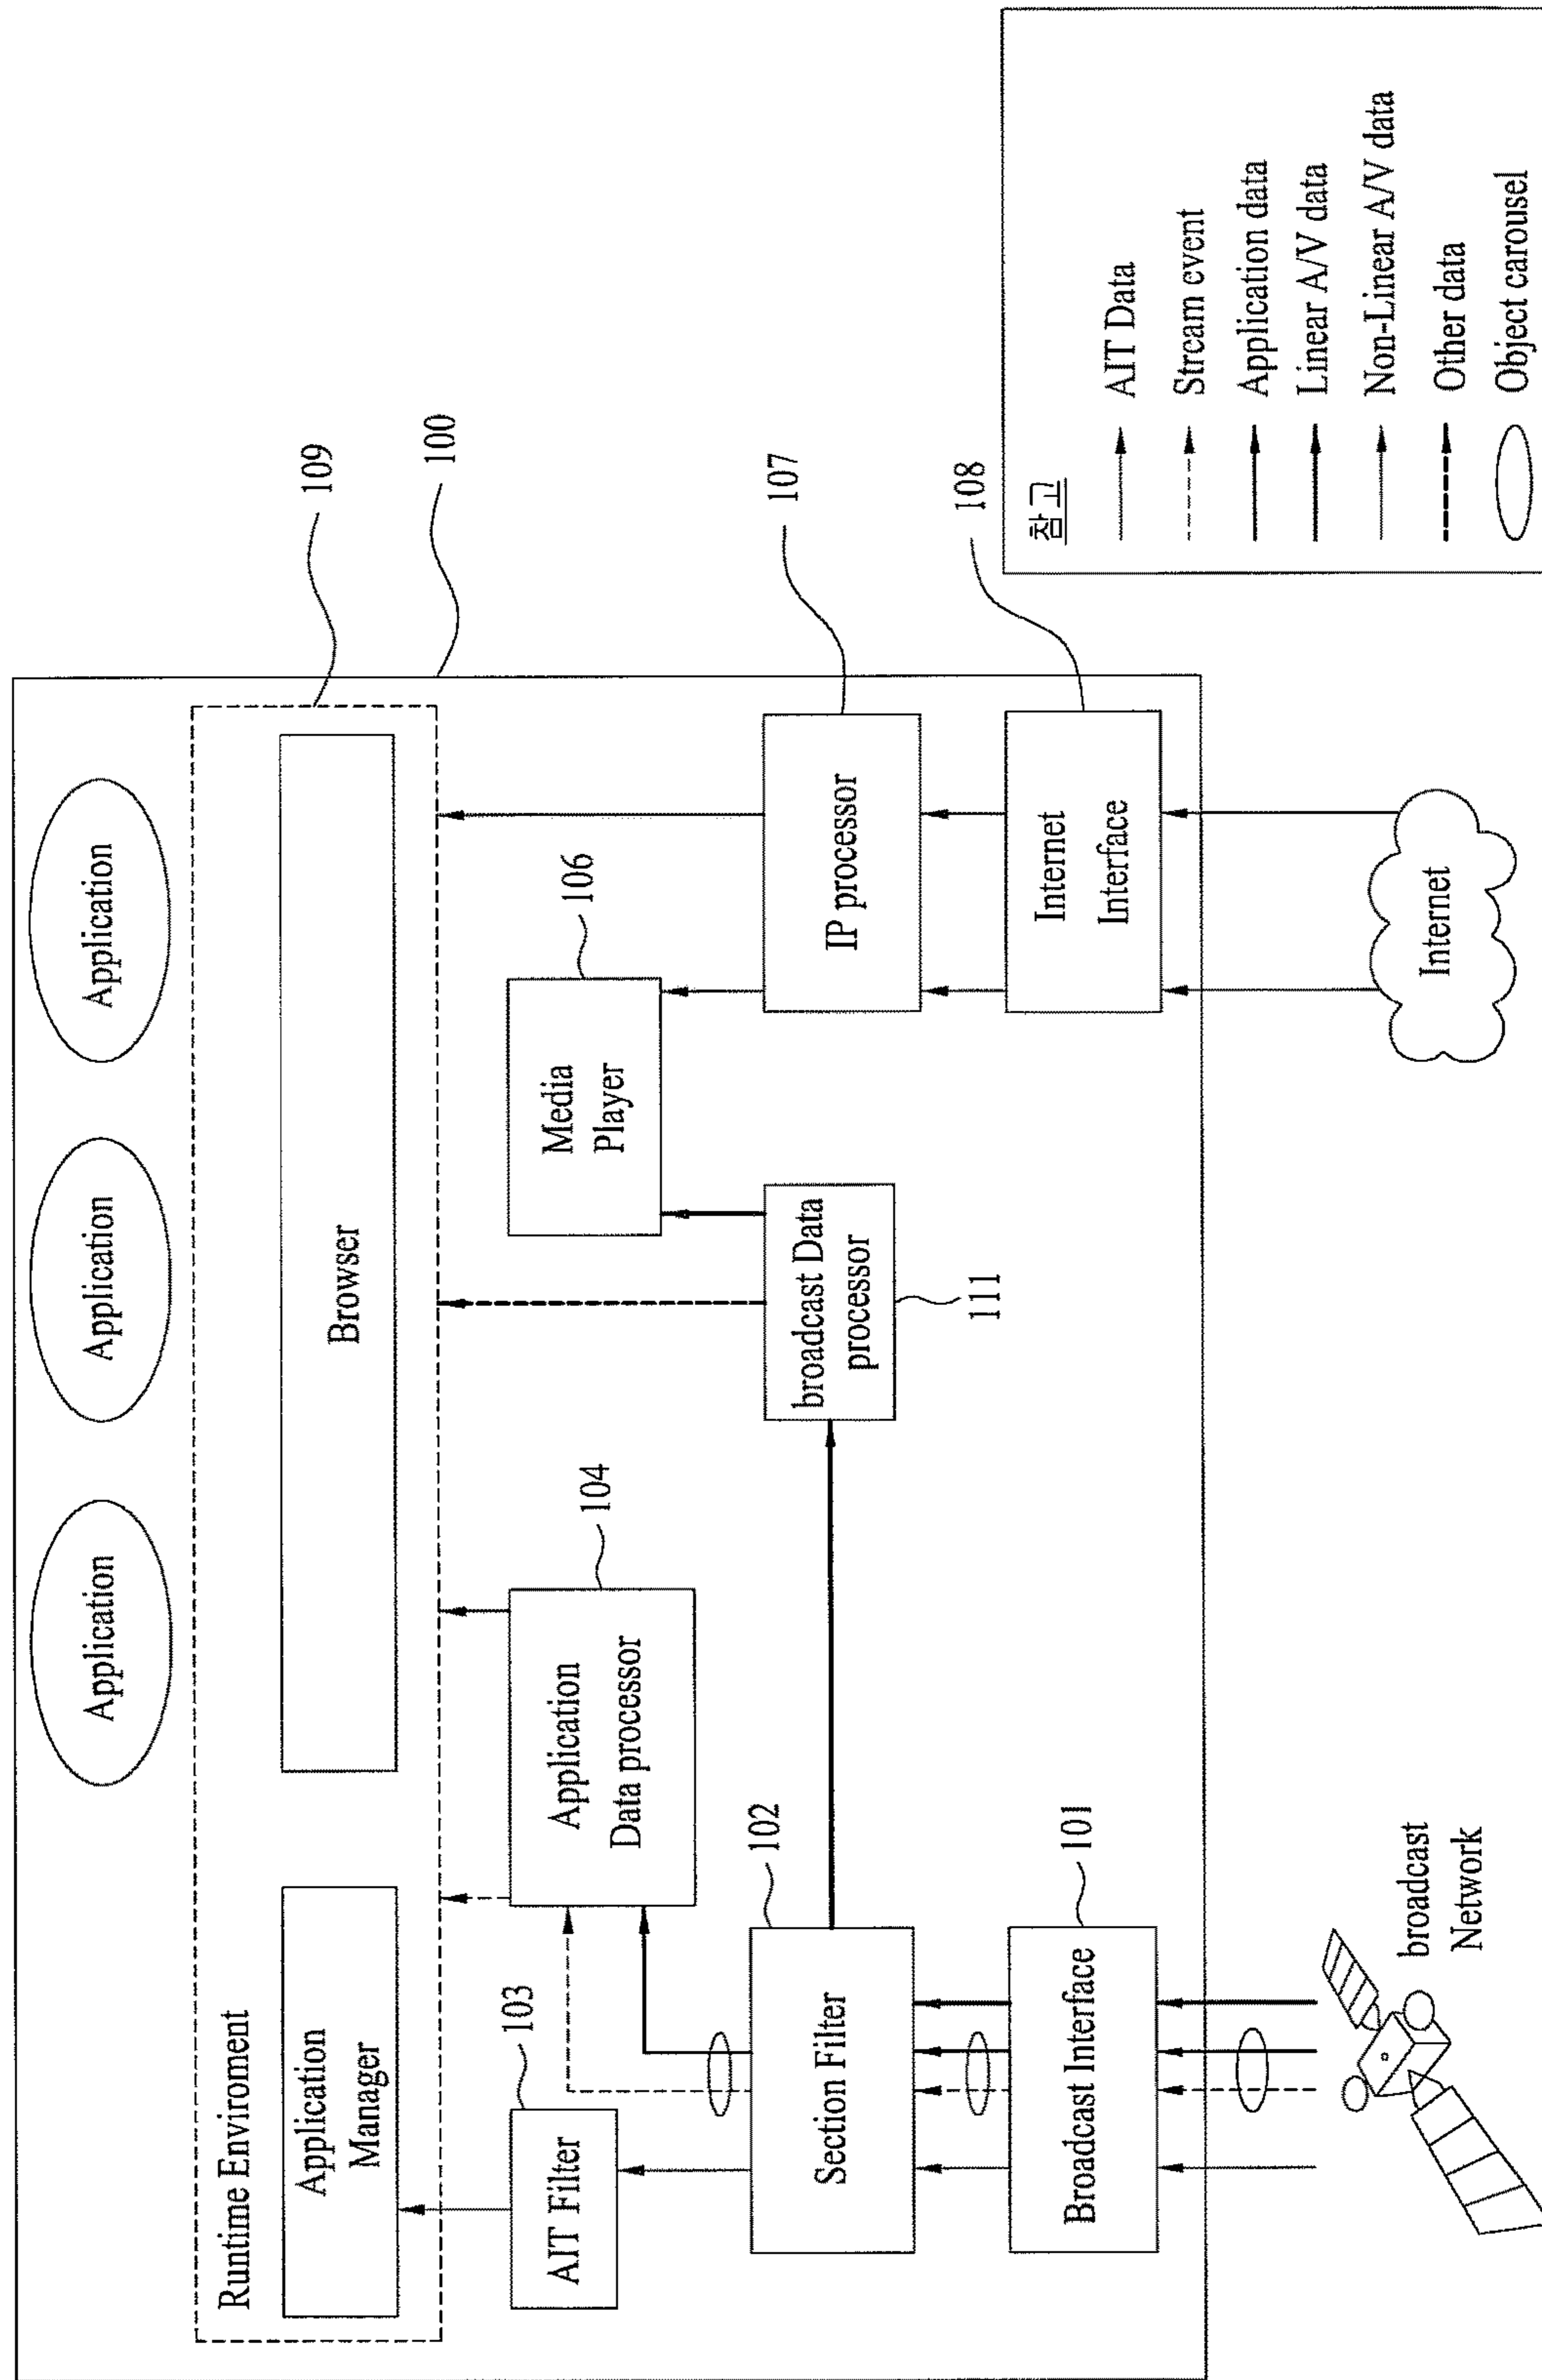 Application
Application
Application
109
100
Runtime Enviroment
Application
Manager
Browser
103
AIT Filter
Application
Data processor
104
Media
Player
106
107
102
Section Filter
broadcast Data
processor
111
IP processor
101
Broadcast Interface
Internet
Interface
108
broadcast
Network
Internet
참고
AIT Data
Stream event
Application data
Linear A/V data
Non-Linear A/V data
Other data
Object carousel